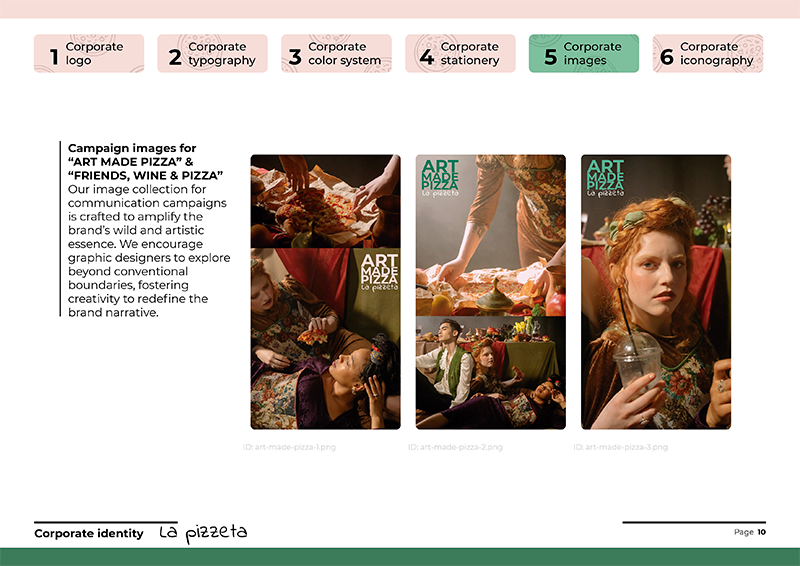 1 Corporate
logo
2 Corporate
typography
3 Corporate
color system
4 Corporate
stationery
5 Corporate
images
6 Corporate
iconography
Campaign images for
“ART MADE PIZZA” &
“FRIENDS, WINE & PIZZA”
Our image collection for
communication campaigns
is crafted to amplify the
brand’s wild and artistic
essence. We encourage
graphic designers to explore
beyond conventional
boundaries, fostering
creativity to redefine the
brand narrative.
ART
MADE
PIZZA
La pizzeta
ART
MADE
PIZZA
La pizzeta
ART
MADE
PIZZA
La pizzeta
ID: art-made-pizza-1.png
ID: art-made-pizza-2.png
ID: art-made-pizza-3.png
Corporate identity La pizzeta
Page 10